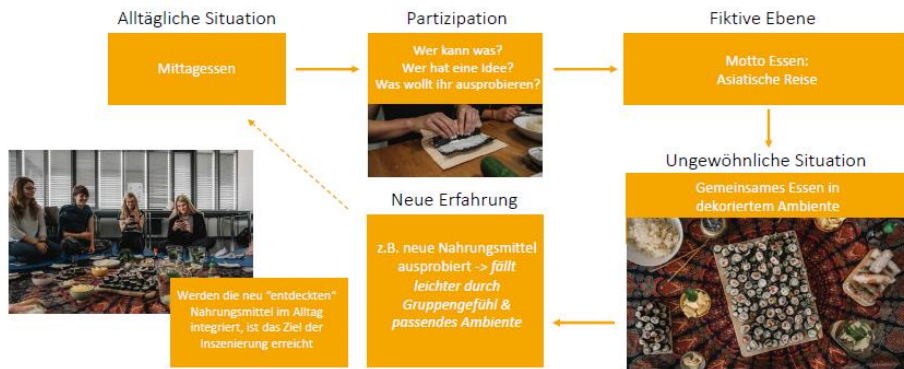 Alltägliche Situation
Mittagessen
Partizipation
Wer kann was?
Wer hat eine Idee?
Was wollt ihr ausprobieren?
Fiktive Ebene
Motto Essen:
Asiatische Reise
Ungewöhnliche Situation
Gemeinsames Essen in
dekoriertem Ambiente
Neue Erfahrung
z.B. neue Nahrungsmittel
ausprobiert -> fällt
leichter durch
Gruppengefühl &
passendes Ambiente
Werden die neu "entdeckten"
Nahrungsmittel im Alltag
integriert, ist das Ziel der
Inszenierung erreicht